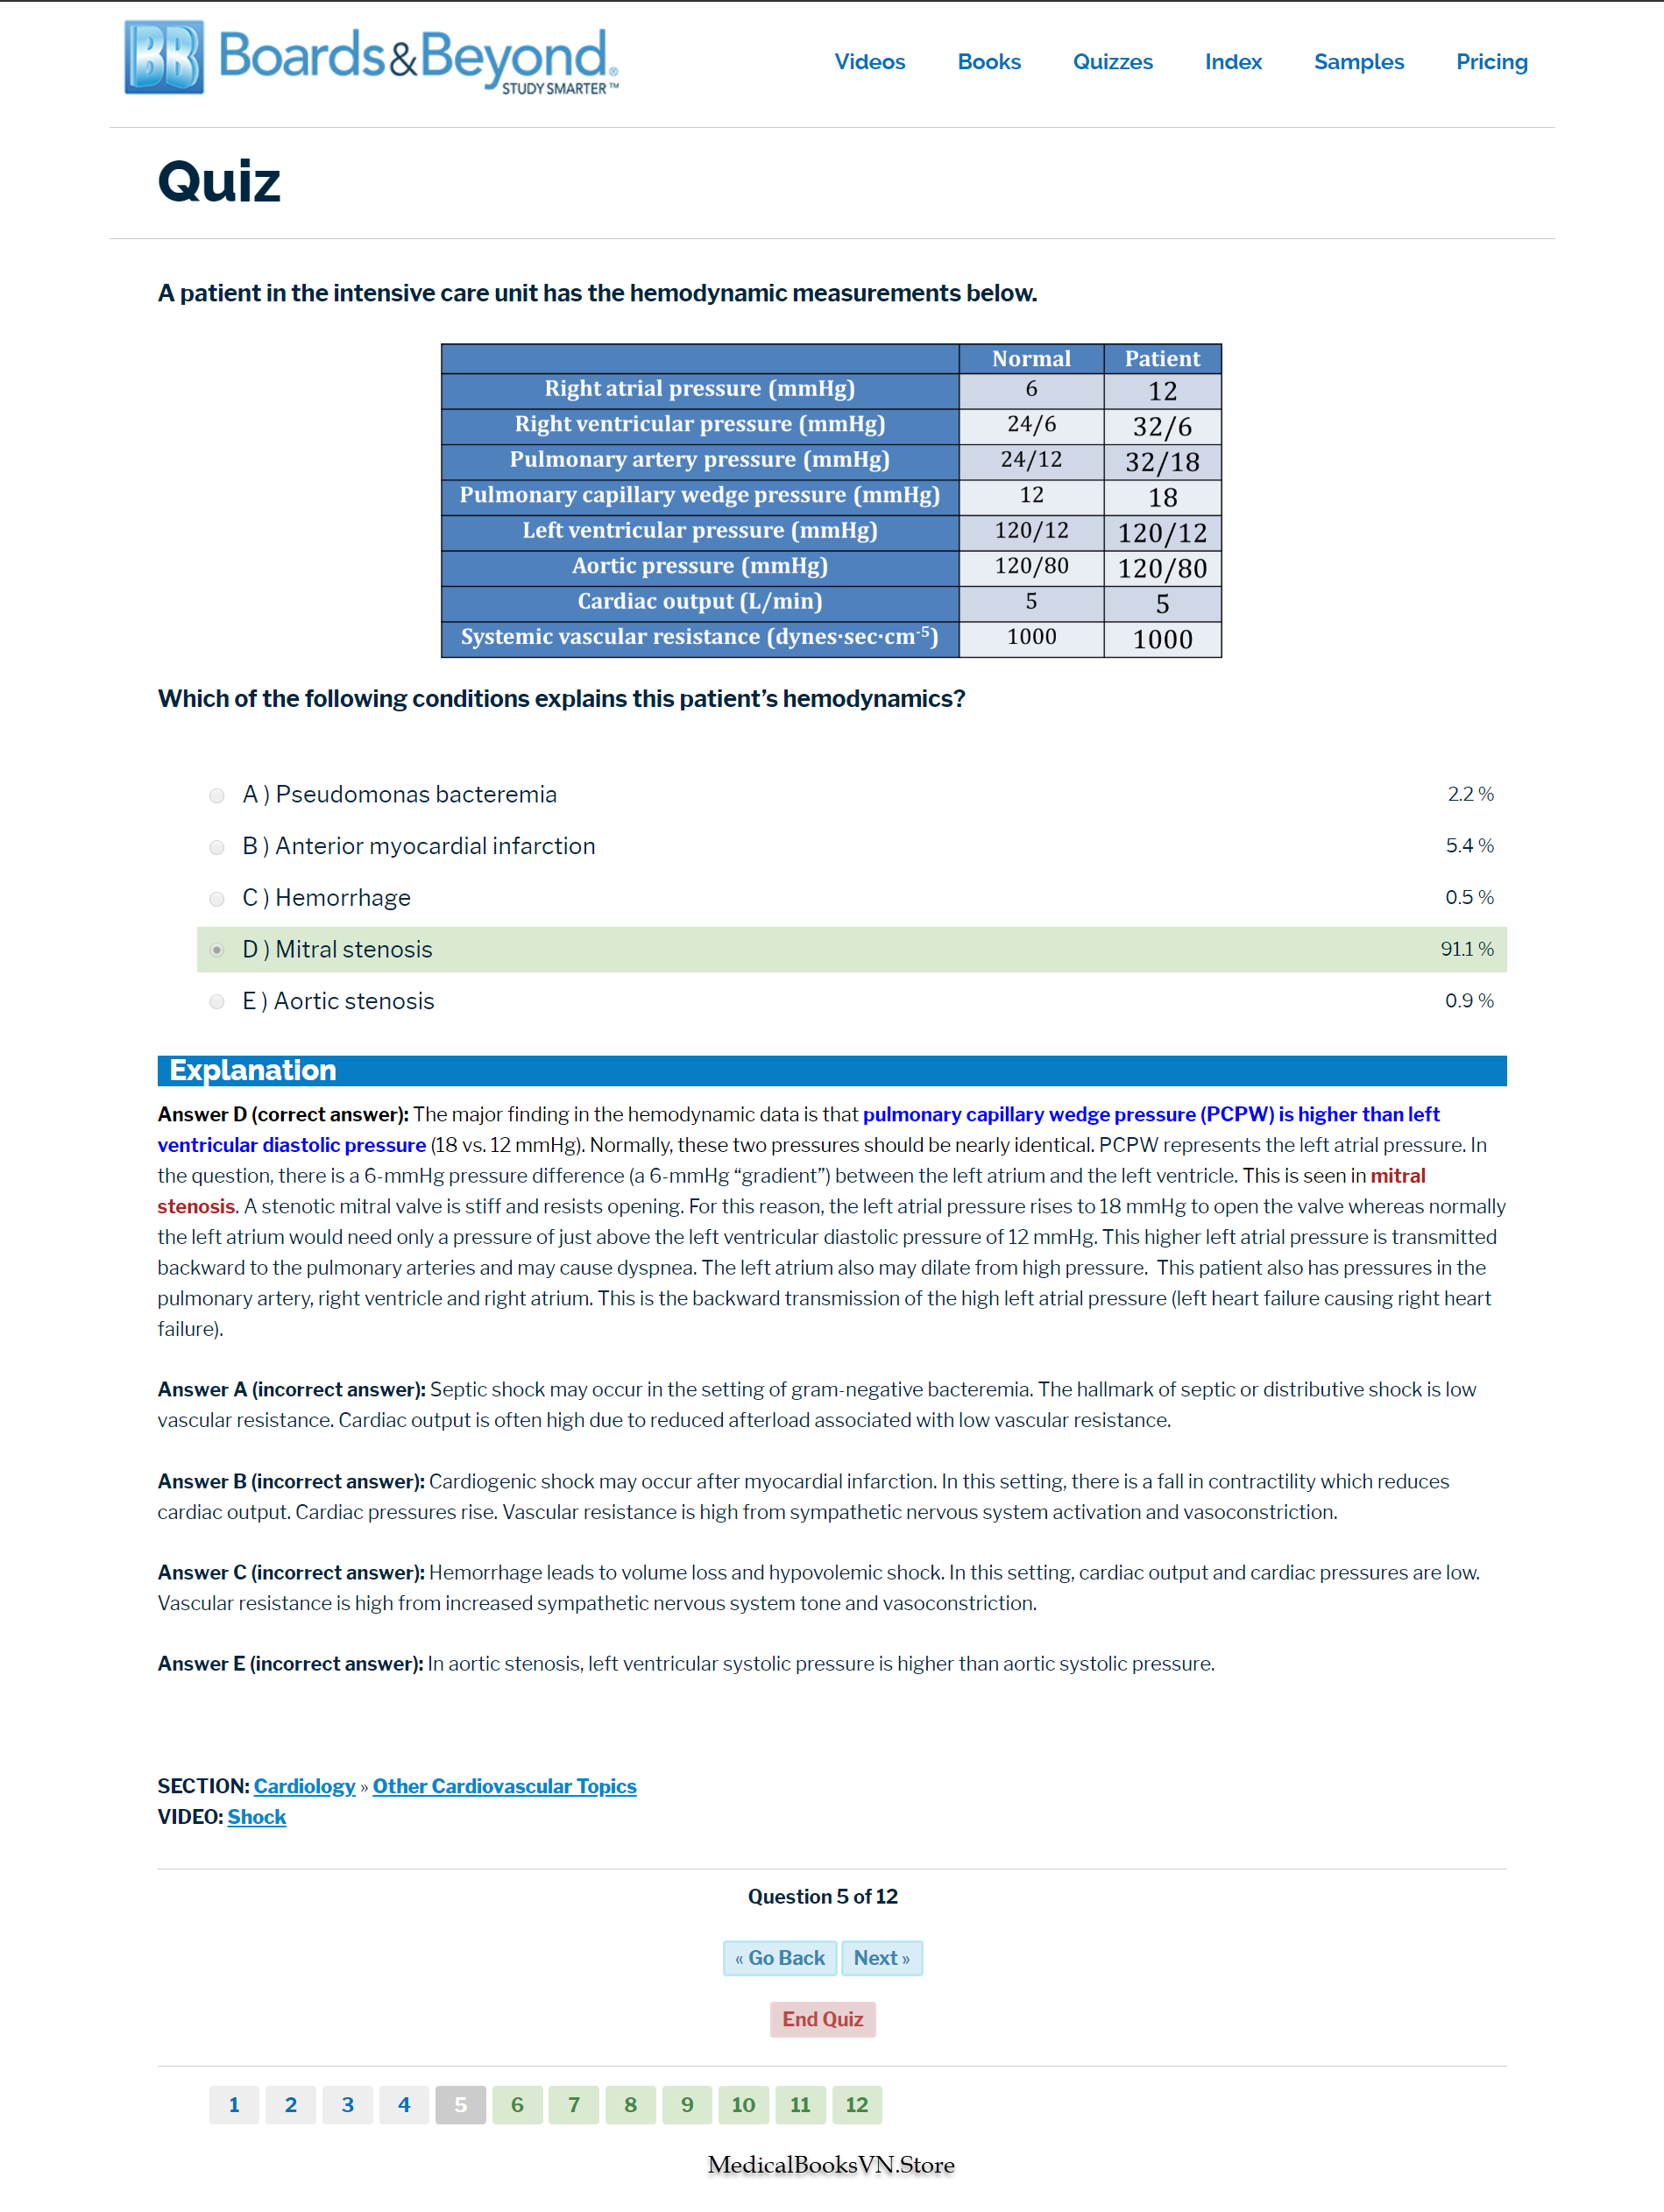 BB Boards&Beyond®
STUDY SMARTER™
Videos Books Quizzes Index Samples Pricing
Quiz
A patient in the intensive care unit has the hemodynamic measurements below.
Normal Patient
Right atrial pressure (mmHg) 6 12
Right ventricular pressure (mmHg) 24/6 32/6
Pulmonary artery pressure (mmHg) 24/12 32/18
Pulmonary capillary wedge pressure (mmHg) 12 18
Left ventricular pressure (mmHg) 120/12 120/12
Aortic pressure (mmHg) 120/80 120/80
Cardiac output (L/min) 5 5
Systemic vascular resistance (dynes·sec·cm⁻⁵) 1000 1000
Which of the following conditions explains this patient’s hemodynamics?
A ) Pseudomonas bacteremia 2.2 %
B ) Anterior myocardial infarction 5.4 %
C ) Hemorrhage 0.5 %
D ) Mitral stenosis 91.1 %
E ) Aortic stenosis 0.9 %
Explanation
Answer D (correct answer): The major finding in the hemodynamic data is that pulmonary capillary wedge pressure (PCPW) is higher than left
ventricular diastolic pressure (18 vs. 12 mmHg). Normally, these two pressures should be nearly identical. PCPW represents the left atrial pressure. In
the question, there is a 6-mmHg pressure difference (a 6-mmHg “gradient”) between the left atrium and the left ventricle. This is seen in mitral
stenosis. A stenotic mitral valve is stiff and resists opening. For this reason, the left atrial pressure rises to 18 mmHg to open the valve whereas normally
the left atrium would need only a pressure of just above the left ventricular diastolic pressure of 12 mmHg. This higher left atrial pressure is transmitted
backward to the pulmonary arteries and may cause dyspnea. The left atrium also may dilate from high pressure. This patient also has pressures in the
pulmonary artery, right ventricle and right atrium. This is the backward transmission of the high left atrial pressure (left heart failure causing right heart
failure).
Answer A (incorrect answer): Septic shock may occur in the setting of gram-negative bacteremia. The hallmark of septic or distributive shock is low
vascular resistance. Cardiac output is often high due to reduced afterload associated with low vascular resistance.
Answer B (incorrect answer): Cardiogenic shock may occur after myocardial infarction. In this setting, there is a fall in contractility which reduces
cardiac output. Cardiac pressures rise. Vascular resistance is high from sympathetic nervous system activation and vasoconstriction.
Answer C (incorrect answer): Hemorrhage leads to volume loss and hypovolemic shock. In this setting, cardiac output and cardiac pressures are low.
Vascular resistance is high from increased sympathetic nervous system tone and vasoconstriction.
Answer E (incorrect answer): In aortic stenosis, left ventricular systolic pressure is higher than aortic systolic pressure.
SECTION: Cardiology » Other Cardiovascular Topics
VIDEO: Shock
Question 5 of 12
« Go Back Next »
End Quiz
1 2 3 4 5 6 7 8 9 10 11 12
MedicalBooksVN.Store